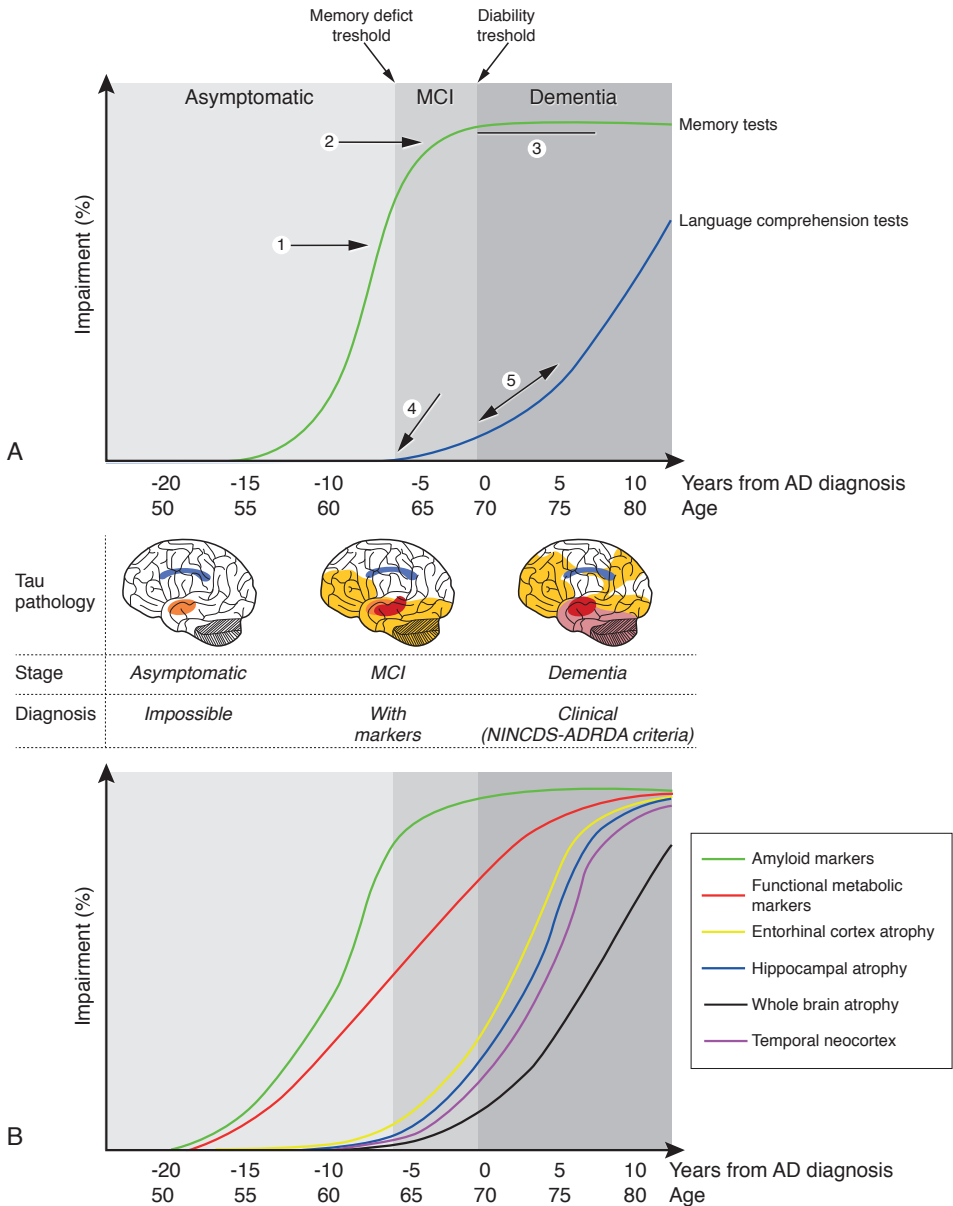 Memory defict
treshold
Diability
treshold
Asymptomatic
MCI
Dementia
Memory tests
Language comprehension tests
Impairment (%)
1
2
3
4
5
A
-20 -15 -10 -5 0 5 10 Years from AD diagnosis
50 55 60 65 70 75 80 Age
Tau
pathology
Stage Asymptomatic MCI Dementia
Diagnosis Impossible With
markers Clinical
(NINCDS-ADRDA criteria)
Impairment (%)
Amyloid markers
Functional metabolic
markers
Entorhinal cortex atrophy
Hippocampal atrophy
Whole brain atrophy
Temporal neocortex
B
-20 -15 -10 -5 0 5 10 Years from AD diagnosis
50 55 60 65 70 75 80 Age